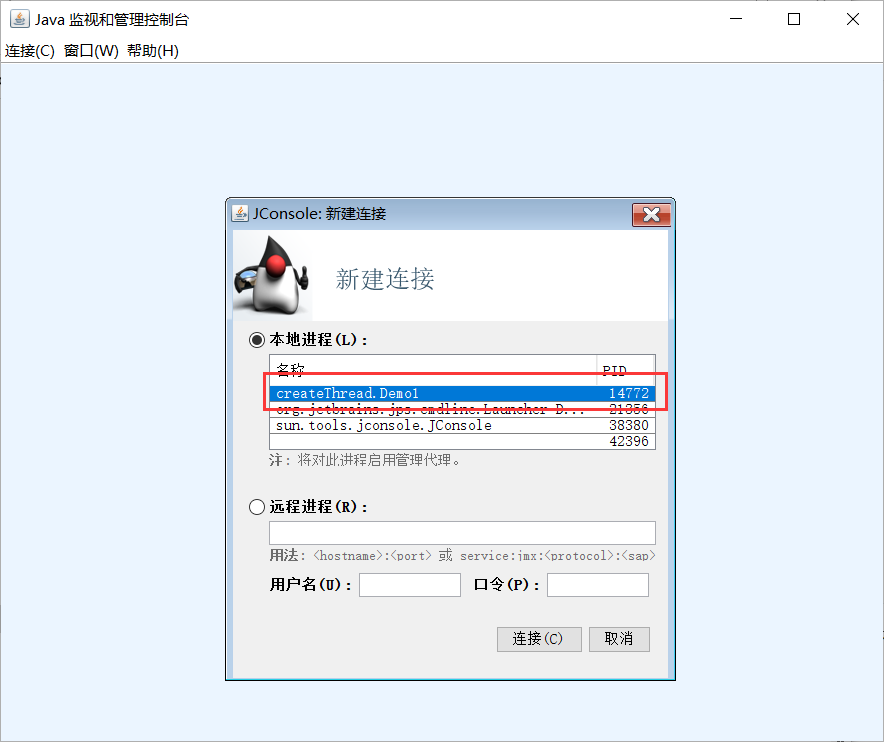 Java 监视和管理控制台
连接(C) 窗口(W) 帮助(H)
JConsole: 新建连接
新建连接
本地进程(L):
名称 PID
createThread.Demo1 14772
org.jetbrains.jps.cmdline.Launcher D... 21356
sun.tools.jconsole.JConsole 38380
42396
注: 将对此进程启用管理代理。
远程进程(R):
用法: <hostname>:<port> 或 service:jmx:<protocol>:<sap>
用户名(U): 口令(P):
连接(C) 取消